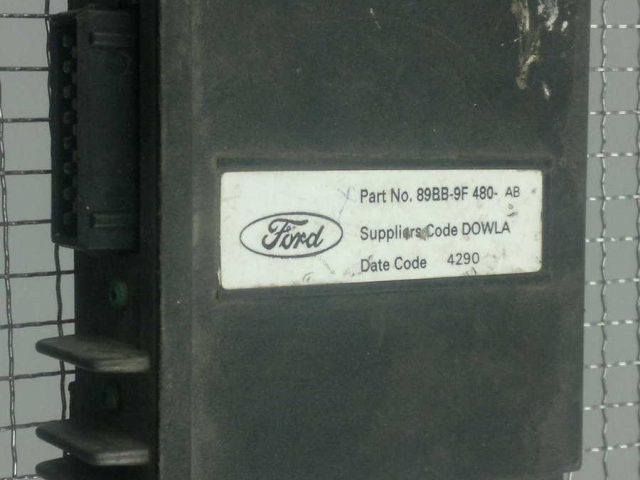 Ford
Part No. 89BB-9F 480- AB
Suppliers Code DOWLA
Date Code 4290